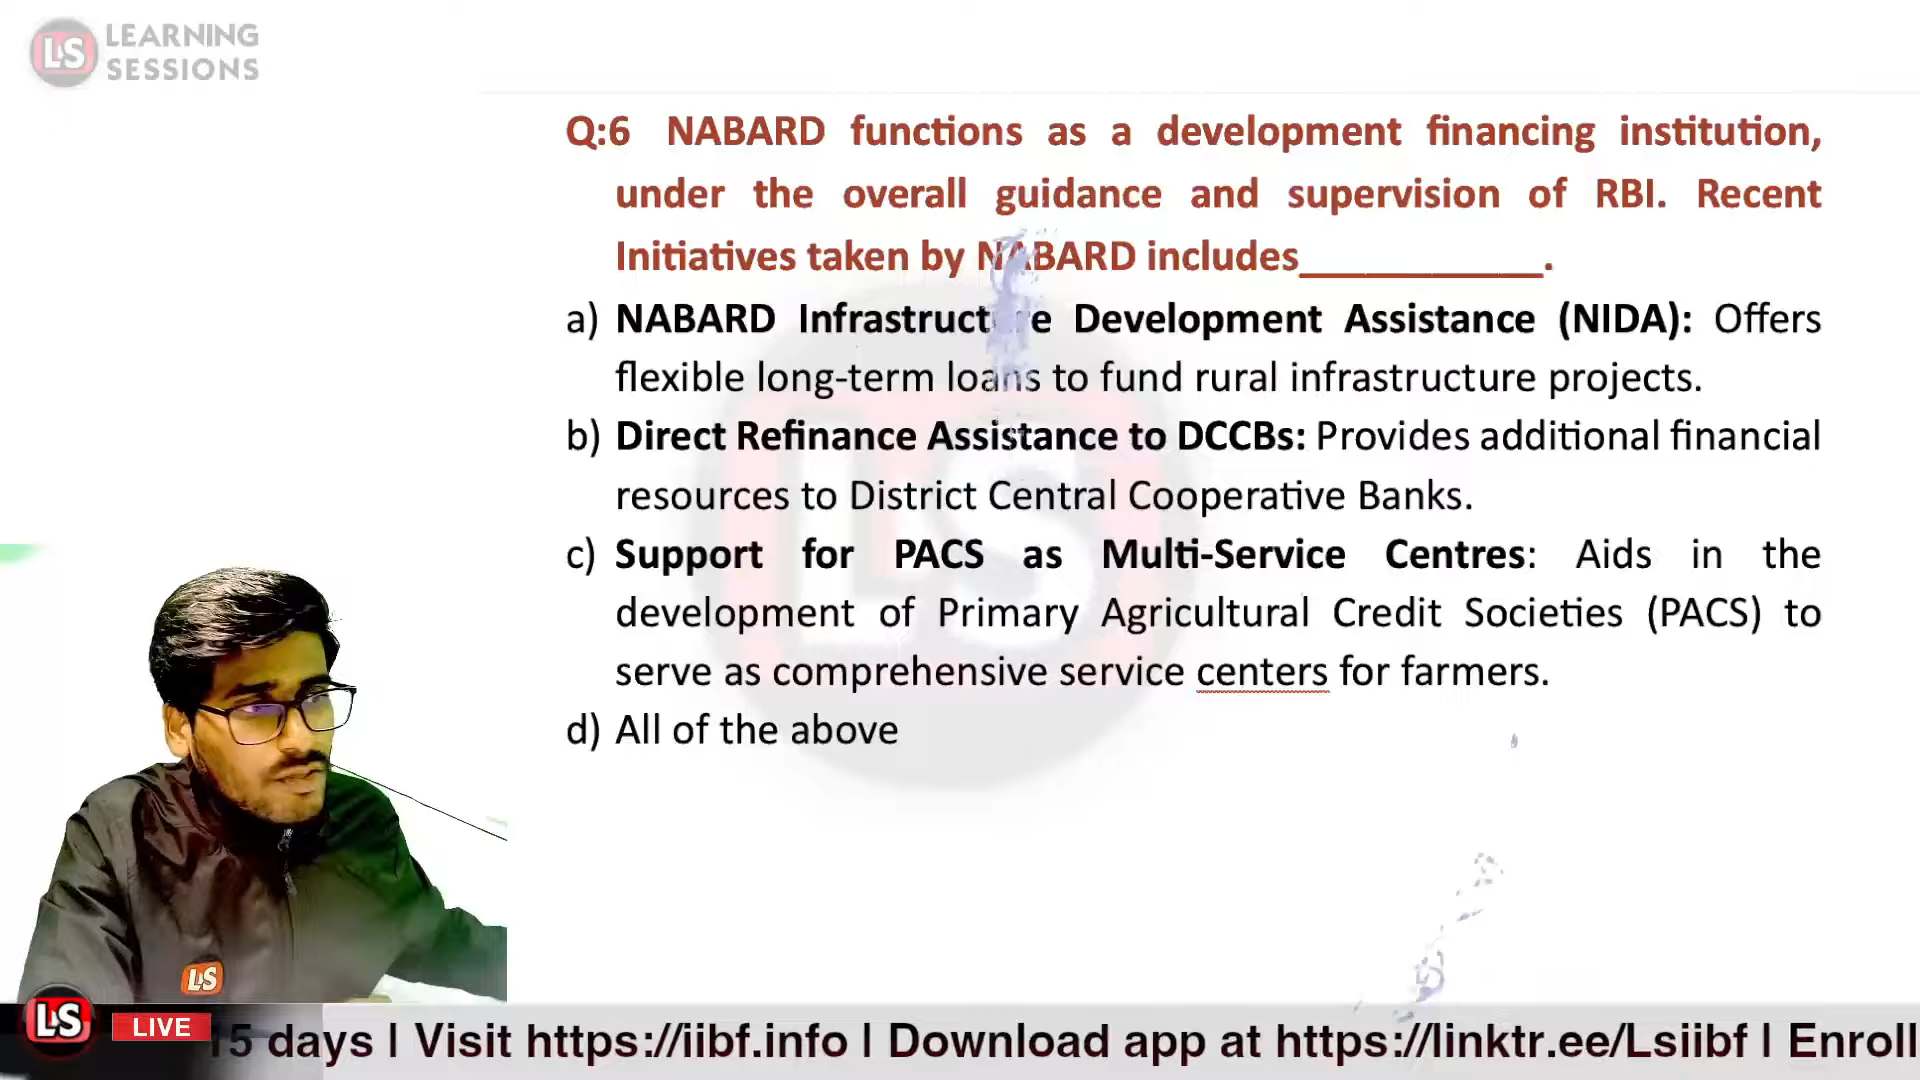 LS LEARNING
SESSIONS
Q:6 NABARD functions as a development financing institution,
under the overall guidance and supervision of RBI. Recent
Initiatives taken by NABARD includes___________.
a) NABARD Infrastructure Development Assistance (NIDA): Offers
flexible long-term loans to fund rural infrastructure projects.
b) Direct Refinance Assistance to DCCBs: Provides additional financial
resources to District Central Cooperative Banks.
c) Support for PACS as Multi-Service Centres: Aids in the
development of Primary Agricultural Credit Societies (PACS) to
serve as comprehensive service centers for farmers.
d) All of the above
LS
LS
LS LIVE 15 days | Visit https://iibf.info | Download app at https://linktr.ee/Lsiibf | Enroll